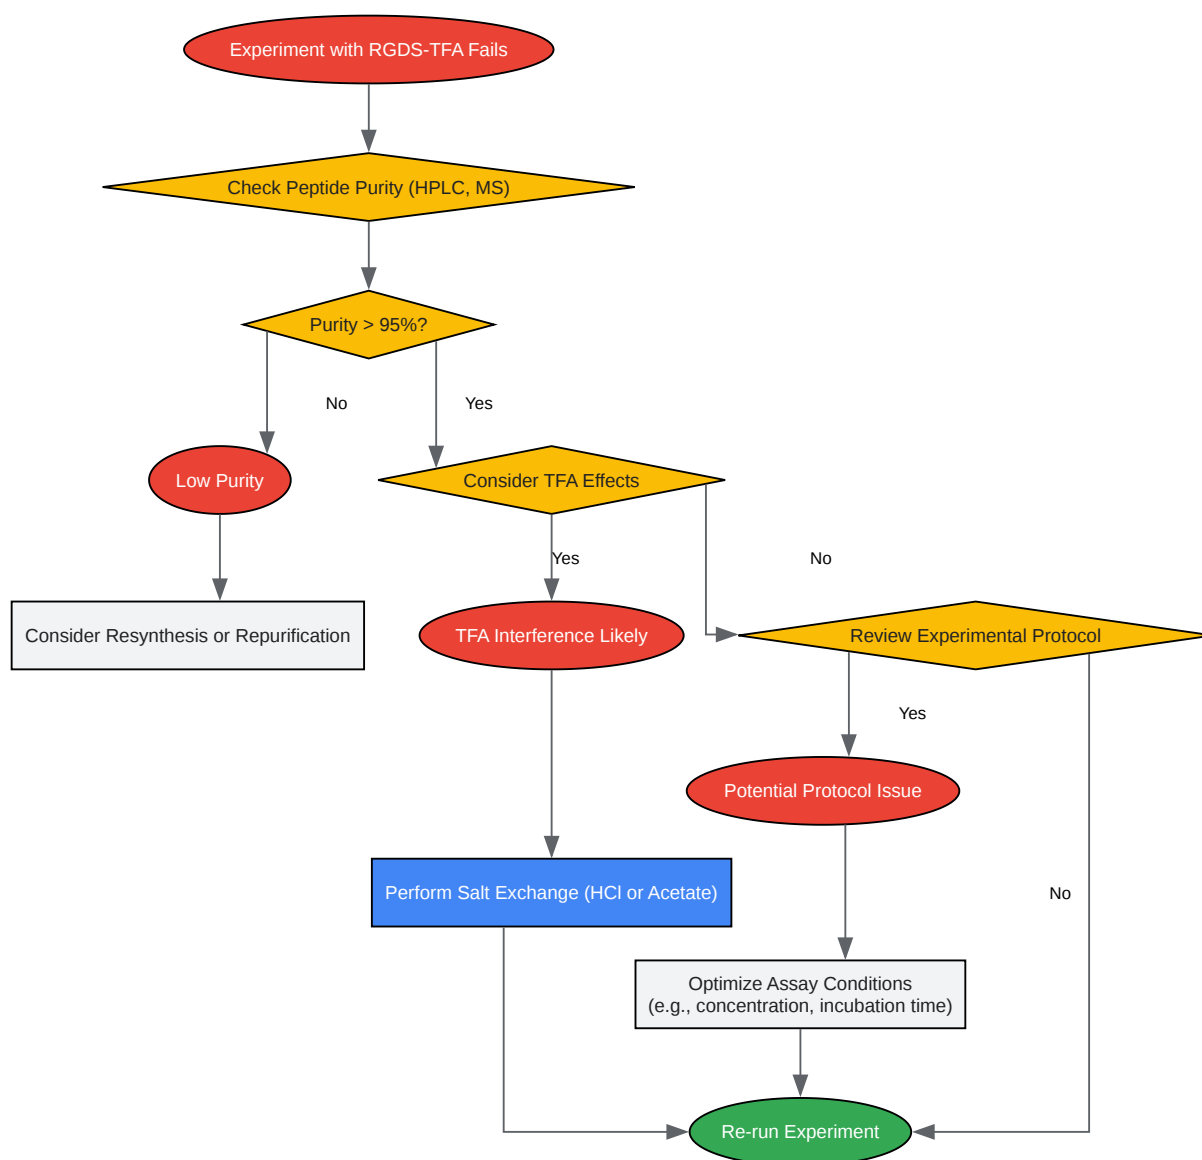 Experiment with RGDS-TFA Fails
Check Peptide Purity (HPLC, MS)
Purity > 95%?
No
Yes
Low Purity
Consider TFA Effects
Yes
No
Consider Resynthesis or Repurification
TFA Interference Likely
Review Experimental Protocol
Yes
Potential Protocol Issue
Perform Salt Exchange (HCl or Acetate)
No
Optimize Assay Conditions
(e.g., concentration, incubation time)
Re-run Experiment